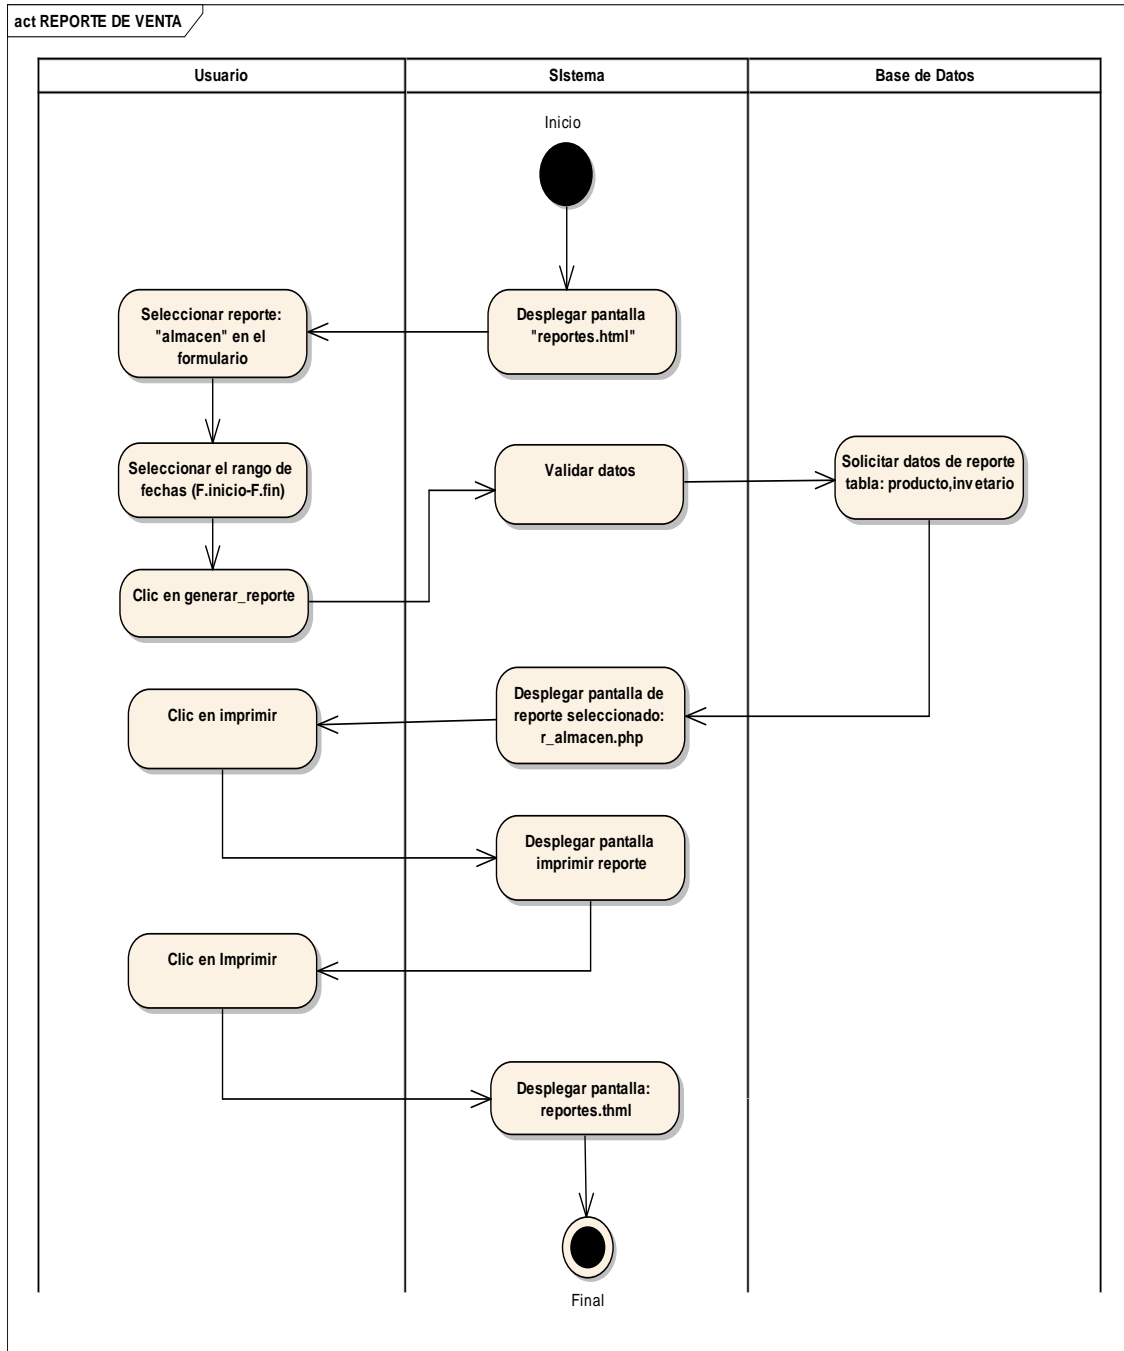 act REPORTE DE VENTA
Usuario
SIstema
Base de Datos
Inicio
Desplegar pantalla
"reportes.html"
Seleccionar reporte:
"almacen" en el
formulario
Seleccionar el rango de
fechas (F.inicio-F.fin)
Clic en generar_reporte
Validar datos
Solicitar datos de reporte
tabla: producto,invetario
Desplegar pantalla de
reporte seleccionado:
r_almacen.php
Clic en imprimir
Desplegar pantalla
imprimir reporte
Clic en Imprimir
Desplegar pantalla:
reportes.thml
Final